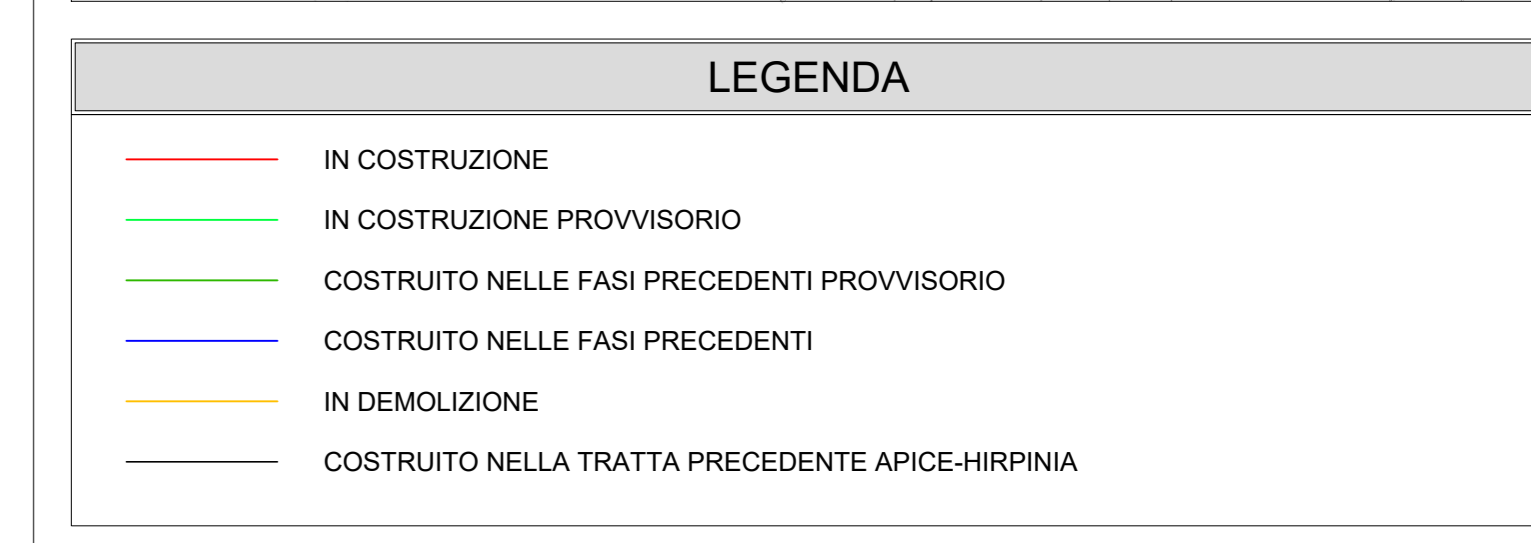 LEGENDA
IN COSTRUZIONE
IN COSTRUZIONE PROVVISORIO
COSTRUITO NELLE FASI PRECEDENTI PROVVISORIO
COSTRUITO NELLE FASI PRECEDENTI
IN DEMOLIZIONE
COSTRUITO NELLA TRATTA PRECEDENTE APICE-HIRPINIA